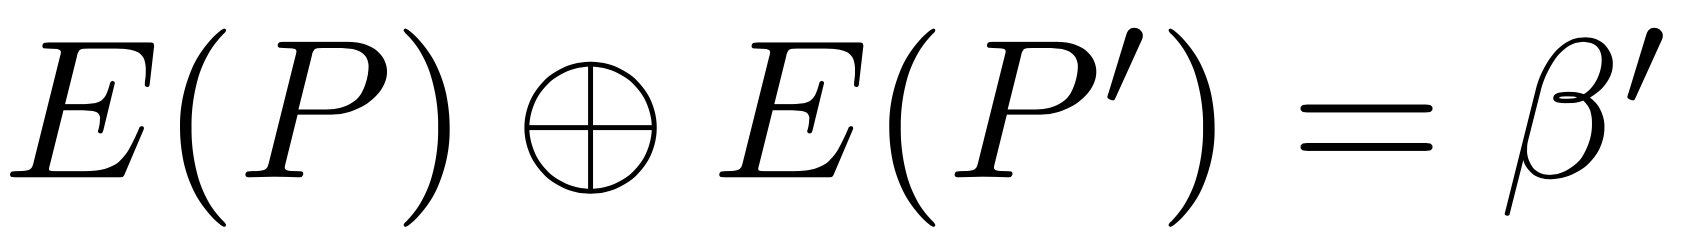 E(P) ⊕ E(P′) = β′